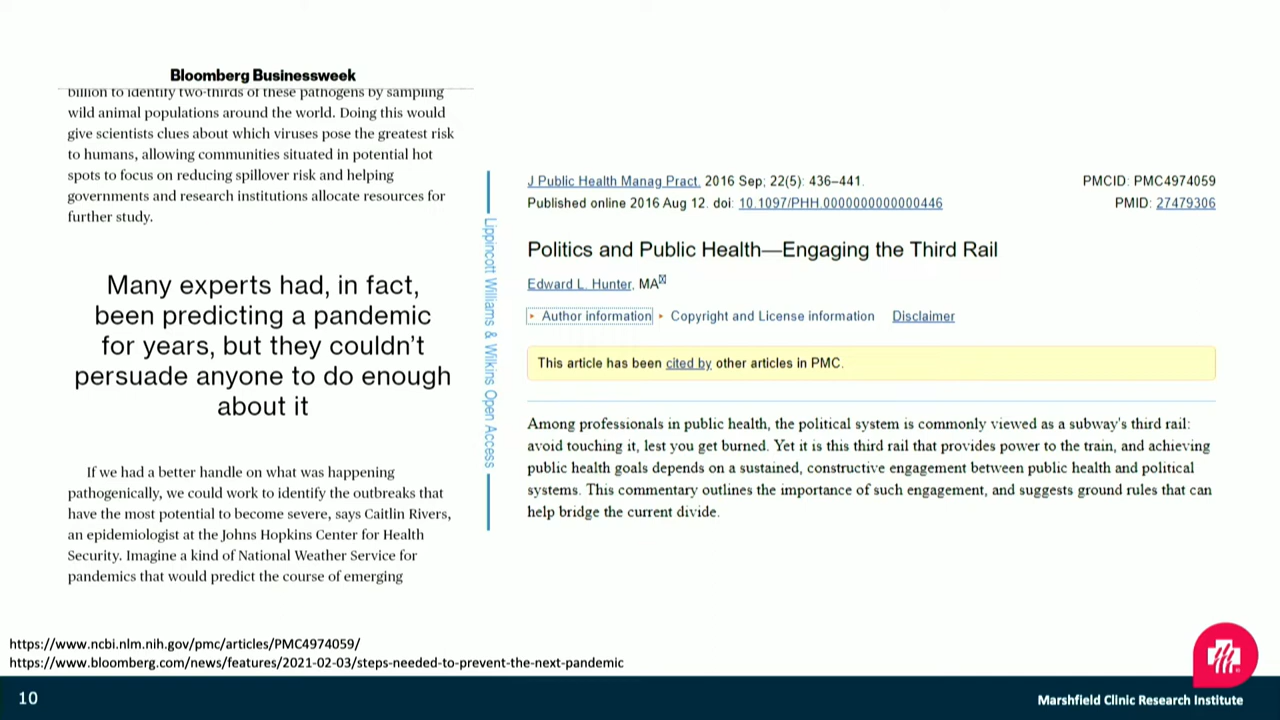 Bloomberg Businessweek
billion to identify two-thirds of these pathogens by sampling
wild animal populations around the world. Doing this would
give scientists clues about which viruses pose the greatest risk
to humans, allowing communities situated in potential hot
spots to focus on reducing spillover risk and helping
governments and research institutions allocate resources for
further study.
Many experts had, in fact,
been predicting a pandemic
for years, but they couldn't
persuade anyone to do enough
about it
If we had a better handle on what was happening
pathogenically, we could work to identify the outbreaks that
have the most potential to become severe, says Caitlin Rivers,
an epidemiologist at the Johns Hopkins Center for Health
Security. Imagine a kind of National Weather Service for
pandemics that would predict the course of emerging
Lippincott Williams & Wilkins Open Access
J Public Health Manag Pract. 2016 Sep; 22(5): 436–441. PMCID: PMC4974059
Published online 2016 Aug 12. doi: 10.1097/PHH.0000000000000446 PMID: 27479306
Politics and Public Health—Engaging the Third Rail
Edward L. Hunter, MA
Author information Copyright and License information Disclaimer
This article has been cited by other articles in PMC.
Among professionals in public health, the political system is commonly viewed as a subway's third rail:
avoid touching it, lest you get burned. Yet it is this third rail that provides power to the train, and achieving
public health goals depends on a sustained, constructive engagement between public health and political
systems. This commentary outlines the importance of such engagement, and suggests ground rules that can
help bridge the current divide.
https://www.ncbi.nlm.nih.gov/pmc/articles/PMC4974059/
https://www.bloomberg.com/news/features/2021-02-03/steps-needed-to-prevent-the-next-pandemic
10
Marshfield Clinic Research Institute